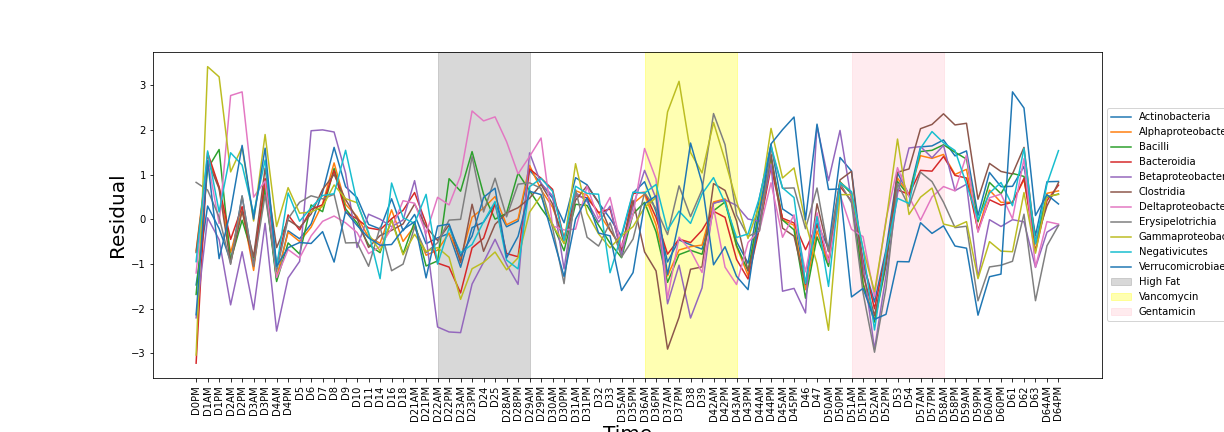 Residual
3
2
1
0
−1
−2
−3
D0PM D1AM D1PM D2AM D2PM D3AM D3PM D4AM D4PM D5 D6 D7 D8 D9 D10 D11 D14 D16 D18 D21AM D21PM D22AM D22PM D23AM D23PM D24 D25 D28AM D28PM D29AM D29PM D30AM D30PM D31AM D31PM D32 D33 D35AM D35PM D36AM D36PM D37AM D37PM D38 D39 D42AM D42PM D43AM D43PM D44AM D44PM D45AM D45PM D46 D47 D50AM D50PM D51AM D51PM D52AM D52PM D53 D54 D57AM D57PM D58AM D58PM D59AM D59PM D60AM D60PM D61 D62 D63 D64AM D64PM
Time
Actinobacteria
Alphaproteobacte
Bacilli
Bacteroidia
Betaproteobacter
Clostridia
Deltaproteobacte
Erysipelotrichia
Gammaproteobac
Negativicutes
Verrucomicrobiae
High Fat
Vancomycin
Gentamicin